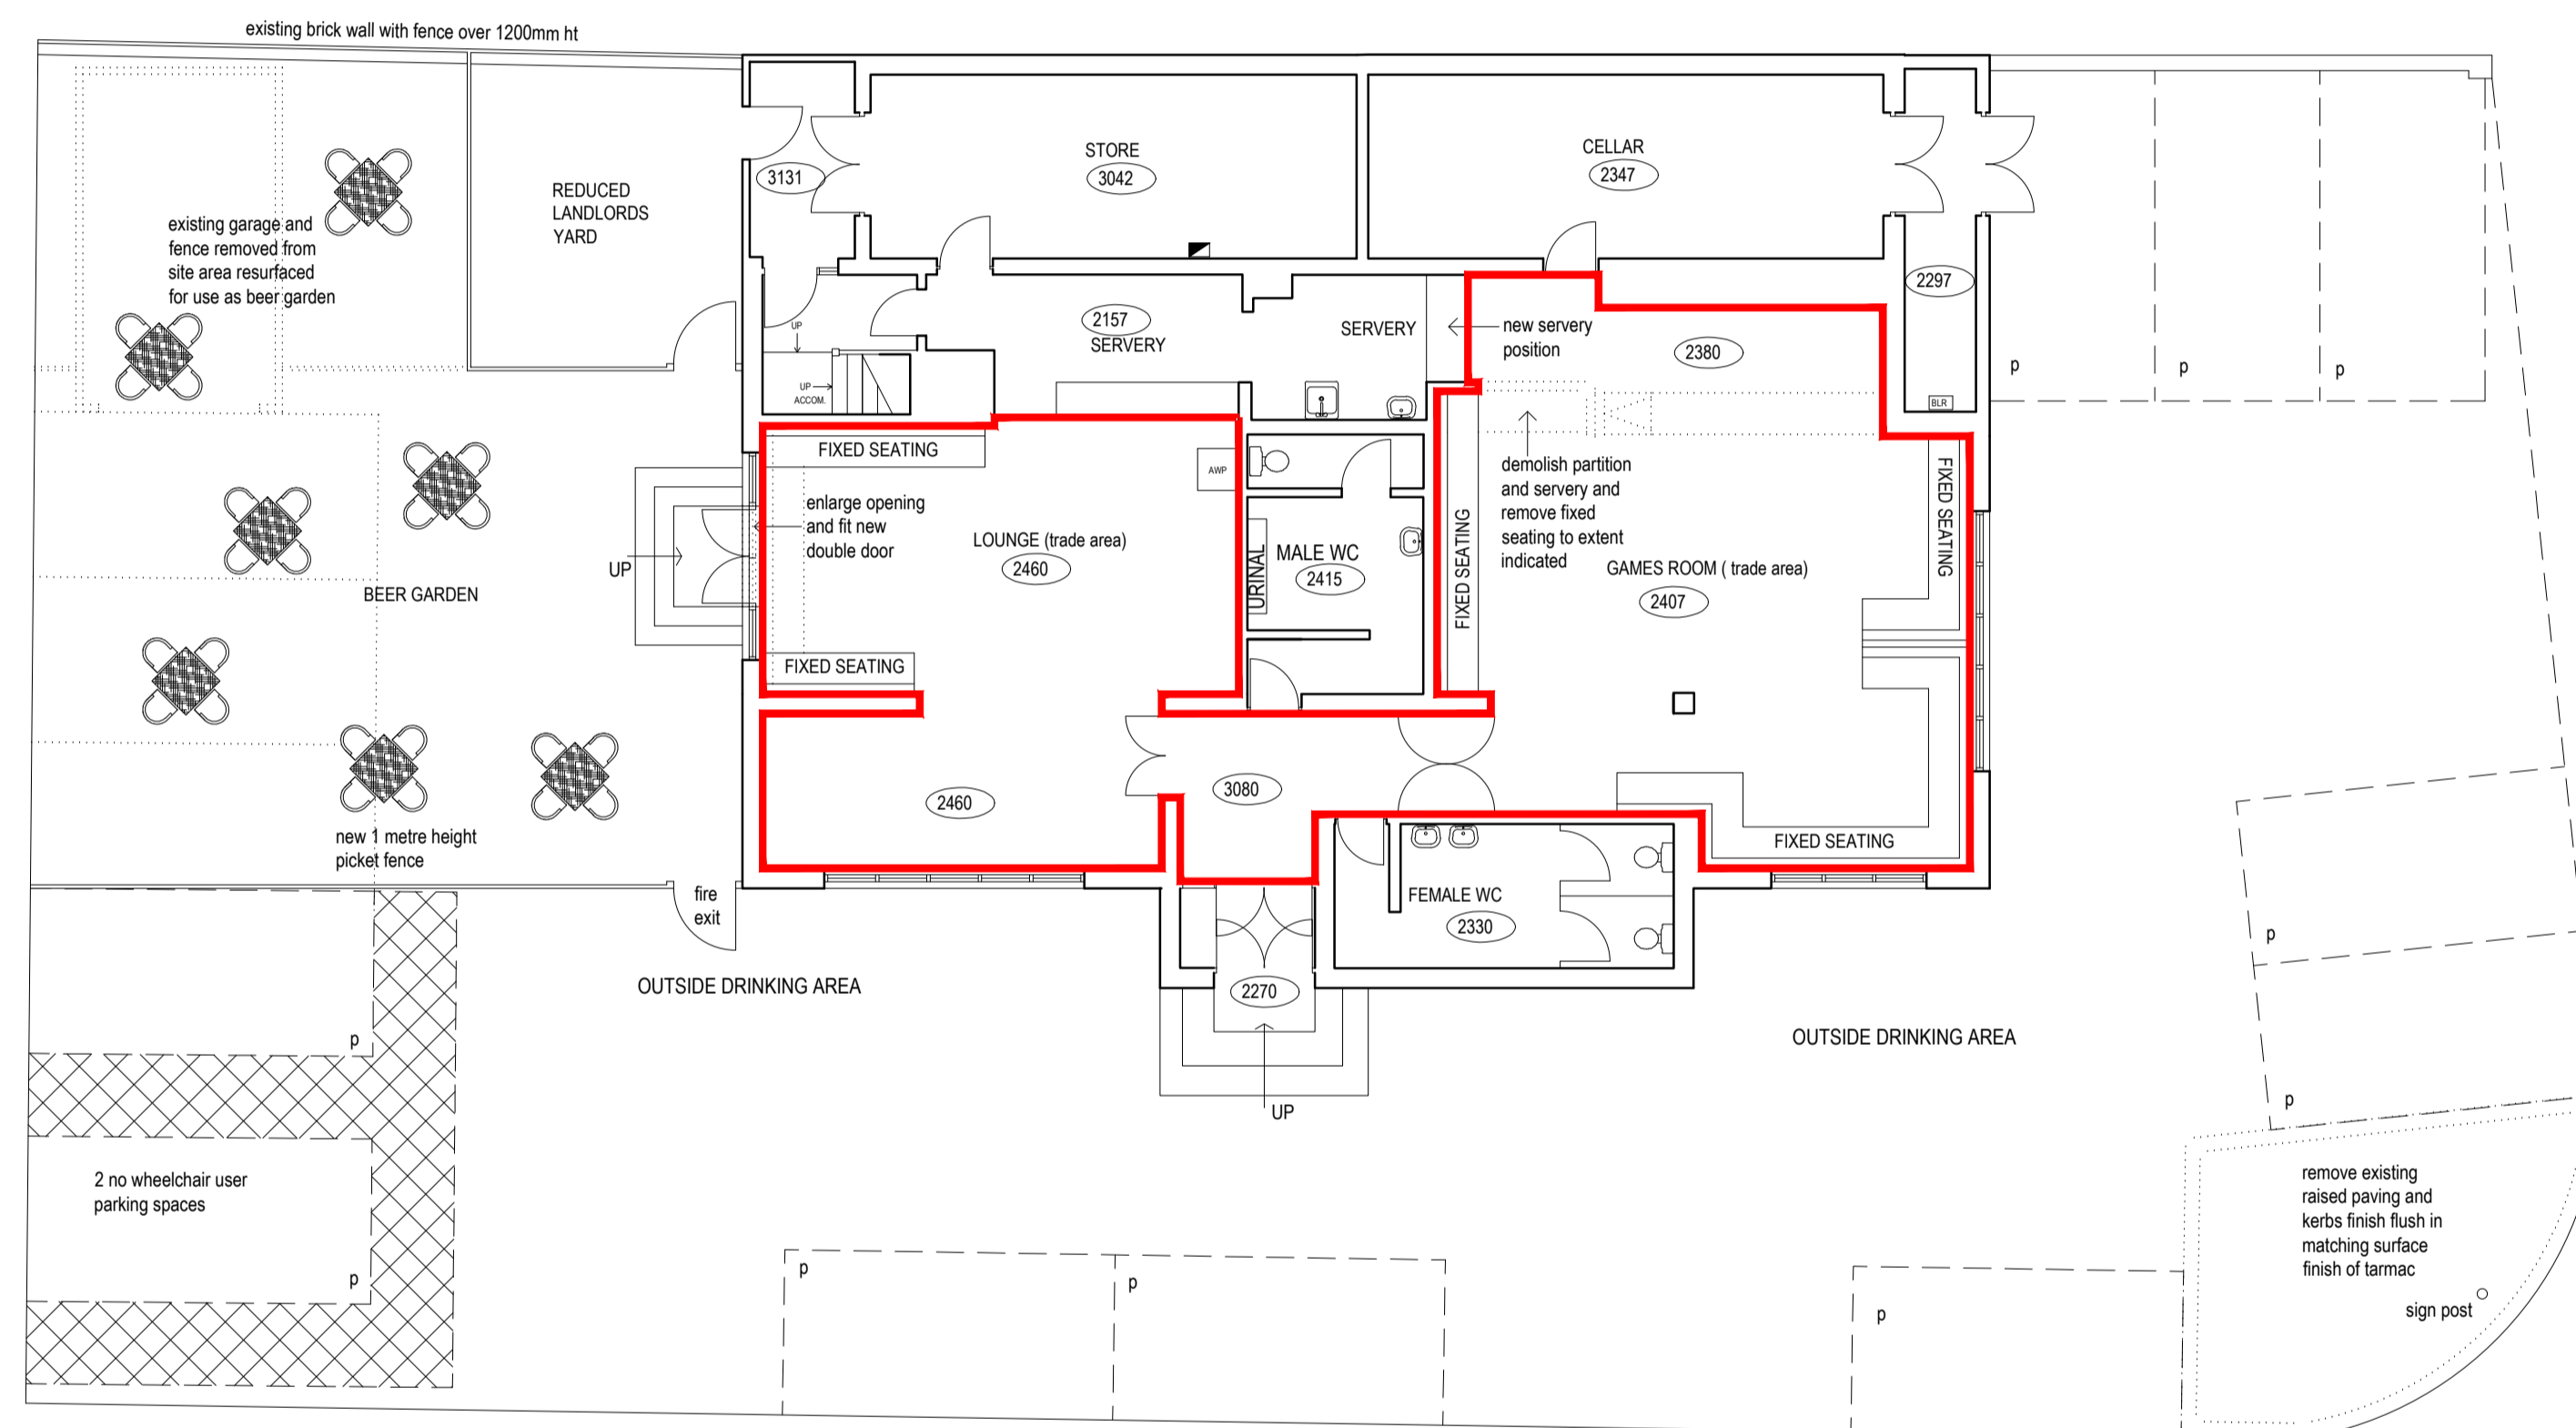 existing brick wall with fence over 1200mm ht
existing garage and
fence removed from
site area resurfaced
for use as beer garden
REDUCED
LANDLORDS
YARD
3131
STORE
3042
CELLAR
2347
2297
BLR
2157
SERVERY
SERVERY
new servery
position
2380
UP
UP
ACCOM.
p
p
p
FIXED SEATING
AWP
enlarge opening
and fit new
double door
LOUNGE (trade area)
2460
UP
BEER GARDEN
FIXED SEATING
URINAL
MALE WC
2415
FIXED SEATING
demolish partition
and servery and
remove fixed
seating to extent
indicated
GAMES ROOM ( trade area)
2407
FIXED SEATING
2460
3080
new 1 metre height
picket fence
fire
exit
FIXED SEATING
FEMALE WC
2330
2270
UP
OUTSIDE DRINKING AREA
OUTSIDE DRINKING AREA
p
p
p
2 no wheelchair user
parking spaces
p
p
p
p
remove existing
raised paving and
kerbs finish flush in
matching surface
finish of tarmac
sign post